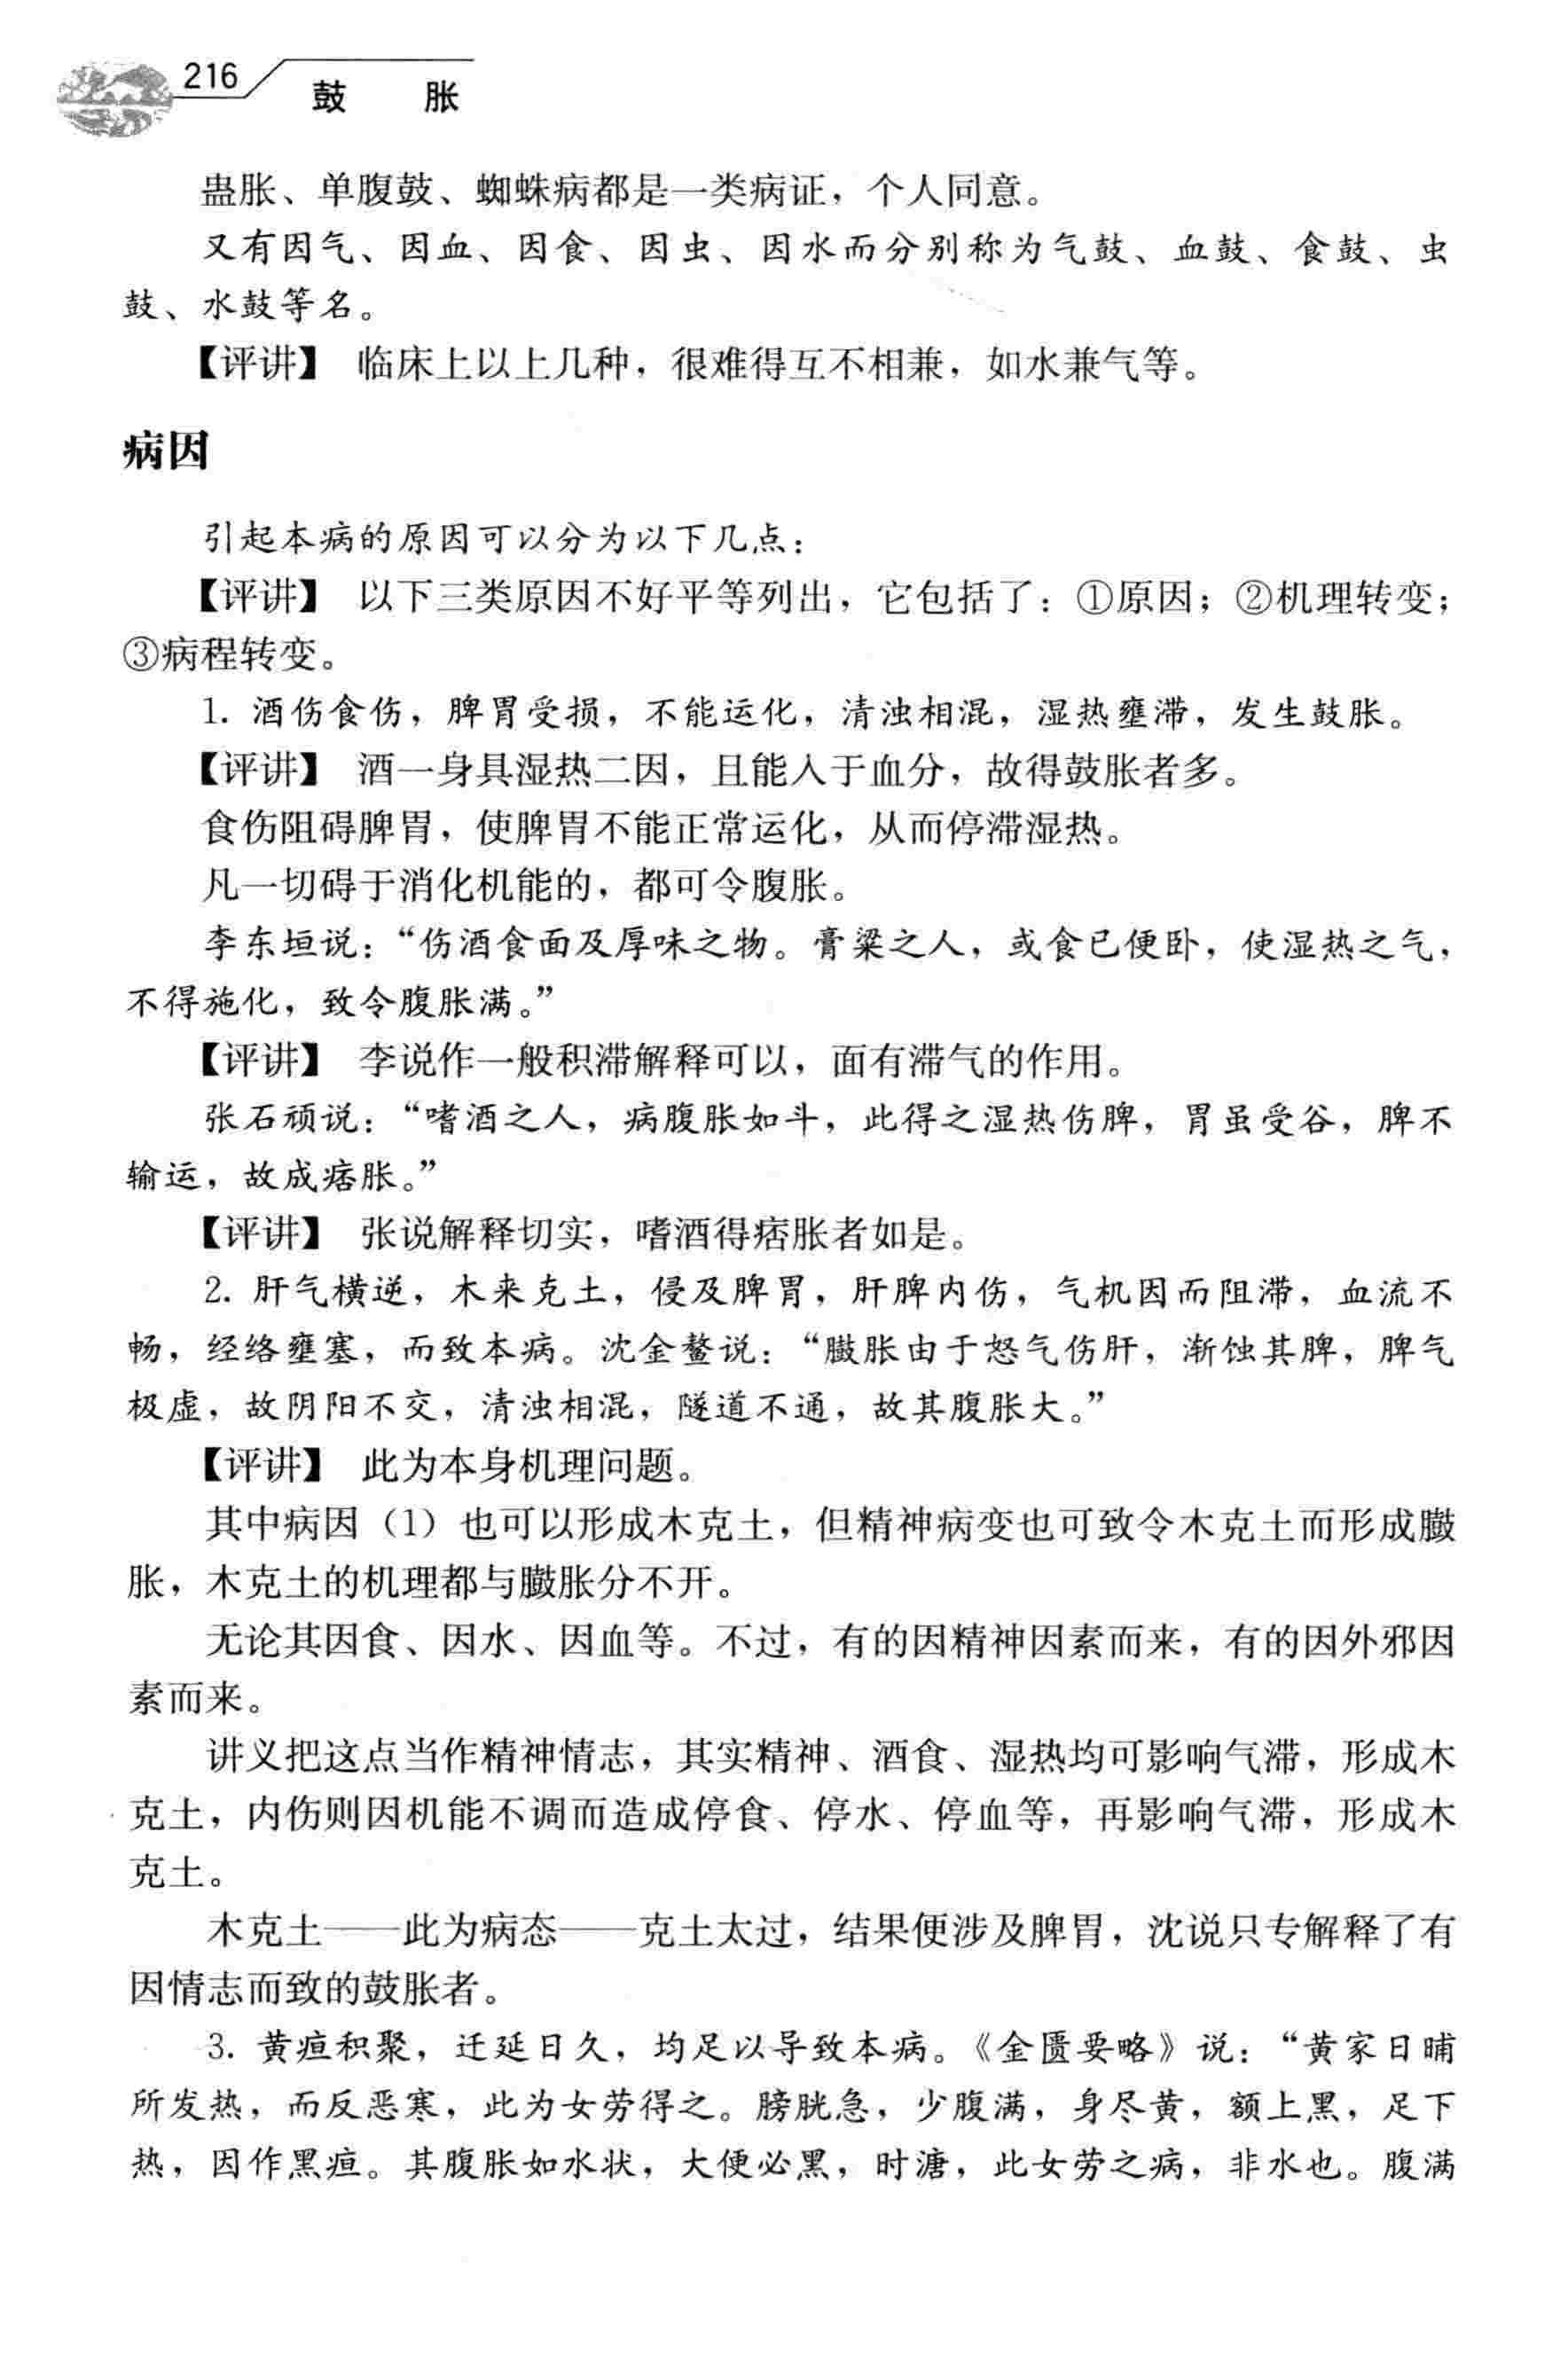 216
鼓 胀
蛊胀、单腹鼓、蜘蛛病都是一类病证，个人同意。
又有因气、因血、因食、因虫、因水而分别称为气鼓、血鼓、食鼓、虫
鼓、水鼓等名。
【评讲】 临床上以上几种，很难得互不相兼，如水兼气等。
病因
引起本病的原因可以分为以下几点：
【评讲】 以下三类原因不好平等列出，它包括了：①原因；②机理转变；
③病程转变。
1. 酒伤食伤，脾胃受损，不能运化，清浊相混，湿热壅滞，发生鼓胀。
【评讲】 酒一身具湿热二因，且能入于血分，故得鼓胀者多。
食伤阻碍脾胃，使脾胃不能正常运化，从而停滞湿热。
凡一切碍于消化机能的，都可令腹胀。
李东垣说：“伤酒食面及厚味之物。膏粱之人，或食已便卧，使湿热之气，
不得施化，致令腹胀满。”
【评讲】 李说作一般积滞解释可以，面有滞气的作用。
张石顽说：“嗜酒之人，病腹胀如斗，此得之湿热伤脾，胃虽受谷，脾不
输运，故成痞胀。”
【评讲】 张说解释切实，嗜酒得痞胀者如是。
2. 肝气横逆，木来克土，侵及脾胃，肝脾内伤，气机因而阻滞，血流不
畅，经络壅塞，而致本病。沈金鳌说：“臌胀由于怒气伤肝，渐蚀其脾，脾气
极虚，故阴阳不交，清浊相混，隧道不通，故其腹胀大。”
【评讲】 此为本身机理问题。
其中病因（1）也可以形成木克土，但精神病变也可致令木克土而形成臌
胀，木克土的机理都与臌胀分不开。
无论其因食、因水、因血等。不过，有的因精神因素而来，有的因外邪因
素而来。
讲义把这点当作精神情志，其实精神、酒食、湿热均可影响气滞，形成木
克土，内伤则因机能不调而造成停食、停水、停血等，再影响气滞，形成木
克土。
木克土——此为病态——克土太过，结果便涉及脾胃，沈说只专解释了有
因情志而致的鼓胀者。
3. 黄疸积聚，迁延日久，均足以导致本病。《金匮要略》说：“黄家日晡
所发热，而反恶寒，此为女劳得之。膀胱急，少腹满，身尽黄，额上黑，足下
热，因作黑疸。其腹胀如水状，大便必黑，时溏，此女劳之病，非水也。腹满